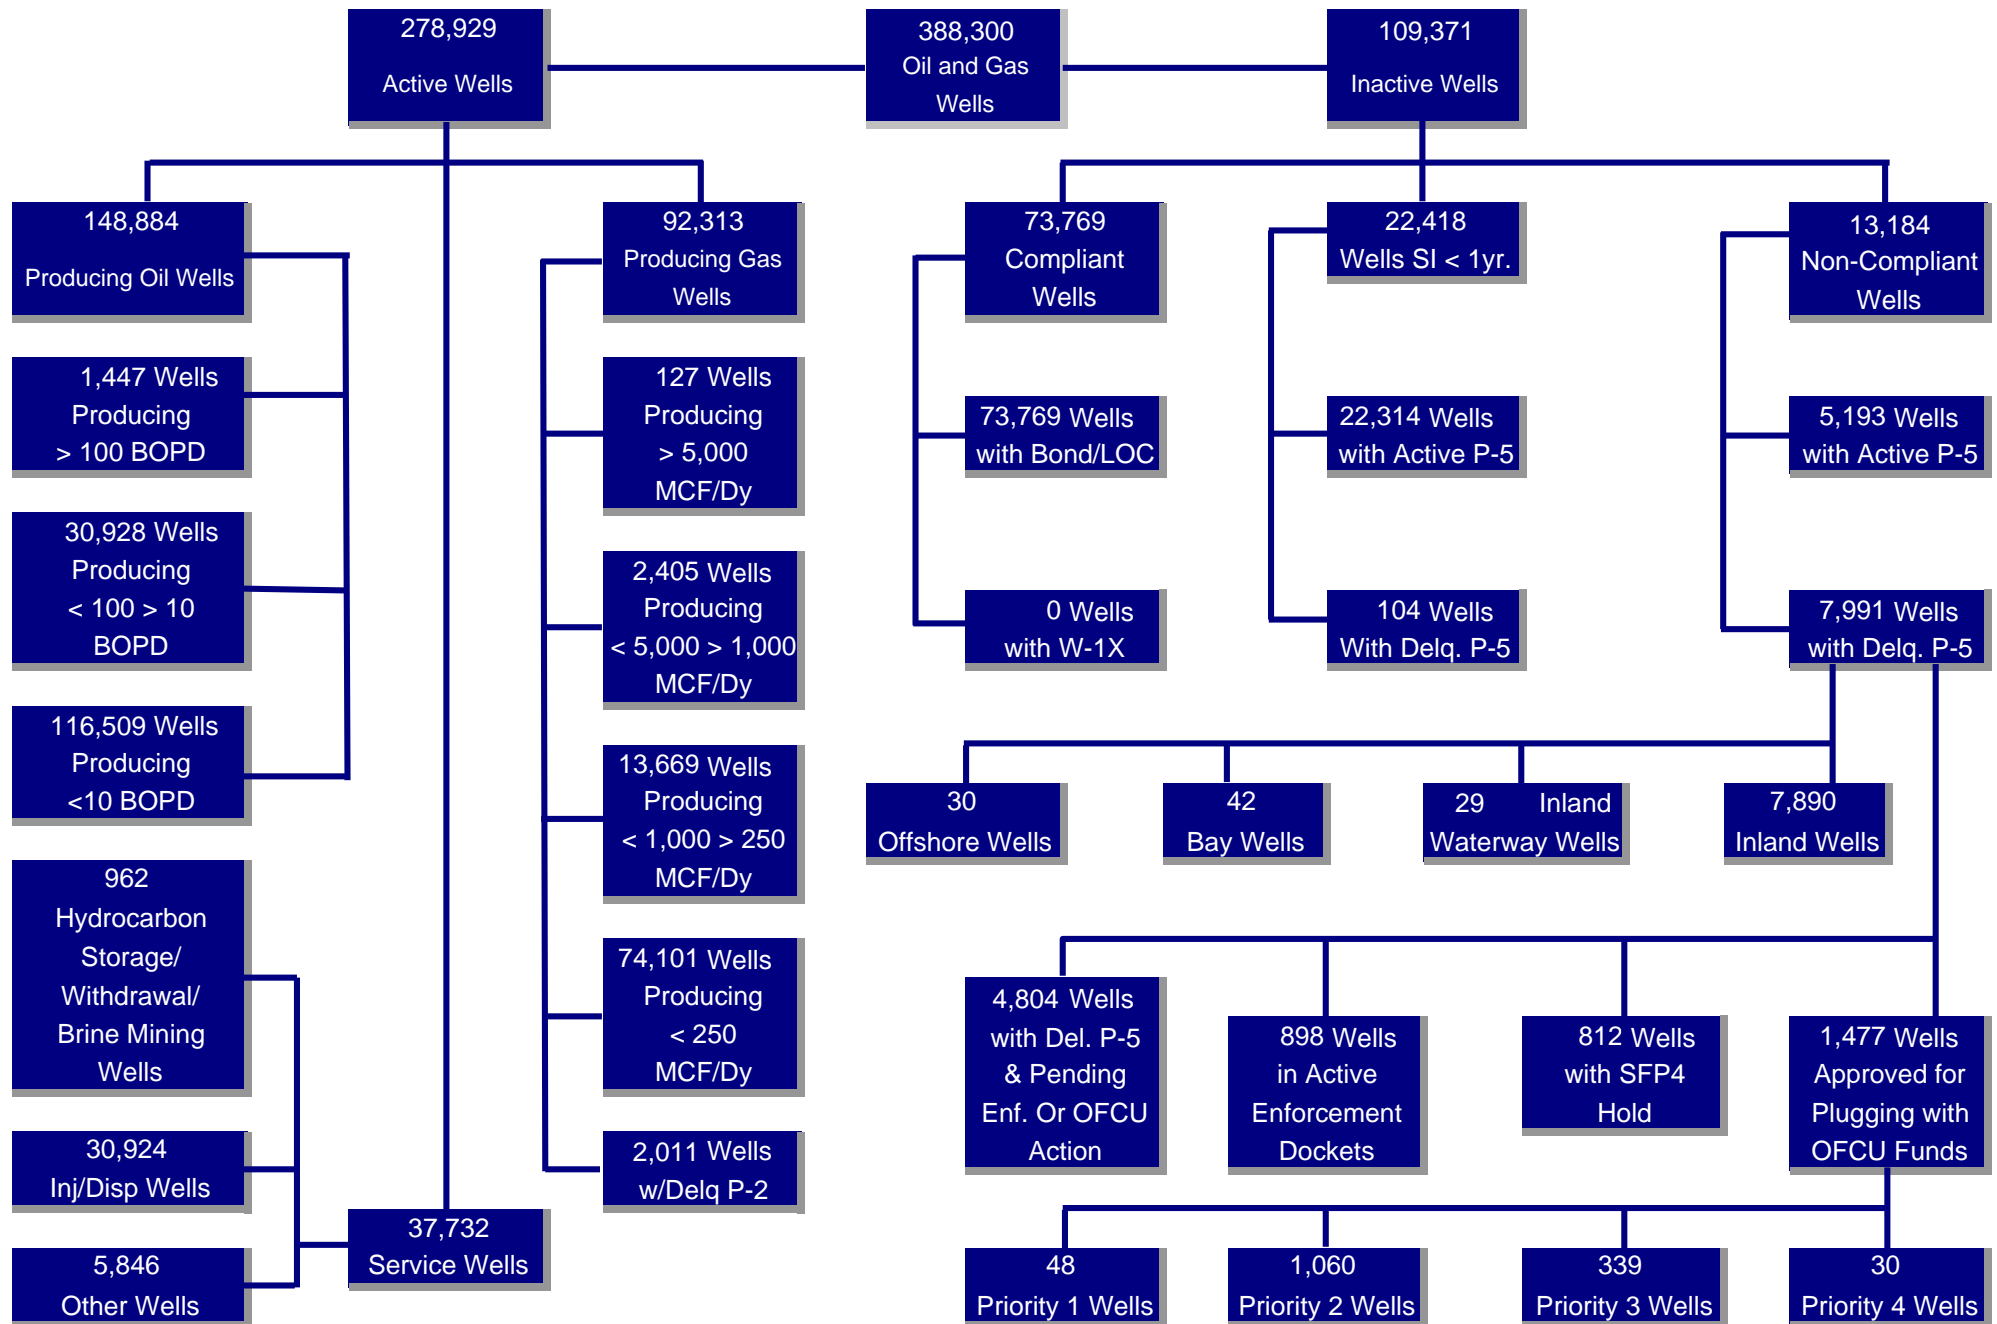 278,929
Active Wells
388,300
Oil and Gas
Wells
109,371
Inactive Wells
148,884
Producing Oil Wells
92,313
Producing Gas
Wells
73,769
Compliant
Wells
22,418
Wells SI < 1yr.
13,184
Non-Compliant
Wells
1,447 Wells
Producing
> 100 BOPD
127 Wells
Producing
> 5,000
MCF/Dy
73,769 Wells
with Bond/LOC
22,314 Wells
with Active P-5
5,193 Wells
with Active P-5
30,928 Wells
Producing
< 100 > 10
BOPD
2,405 Wells
Producing
< 5,000 > 1,000
MCF/Dy
0 Wells
with W-1X
104 Wells
With Delq. P-5
7,991 Wells
with Delq. P-5
116,509 Wells
Producing
<10 BOPD
13,669 Wells
Producing
< 1,000 > 250
MCF/Dy
30
Offshore Wells
42
Bay Wells
29 Inland
Waterway Wells
7,890
Inland Wells
962
Hydrocarbon
Storage/
Withdrawal/
Brine Mining
Wells
74,101 Wells
Producing
< 250
MCF/Dy
4,804 Wells
with Del. P-5
& Pending
Enf. Or OFCU
Action
898 Wells
in Active
Enforcement
Dockets
812 Wells
with SFP4
Hold
1,477 Wells
Approved for
Plugging with
OFCU Funds
30,924
Inj/Disp Wells
2,011 Wells
w/Delq P-2
37,732
Service Wells
5,846
Other Wells
48
Priority 1 Wells
1,060
Priority 2 Wells
339
Priority 3 Wells
30
Priority 4 Wells